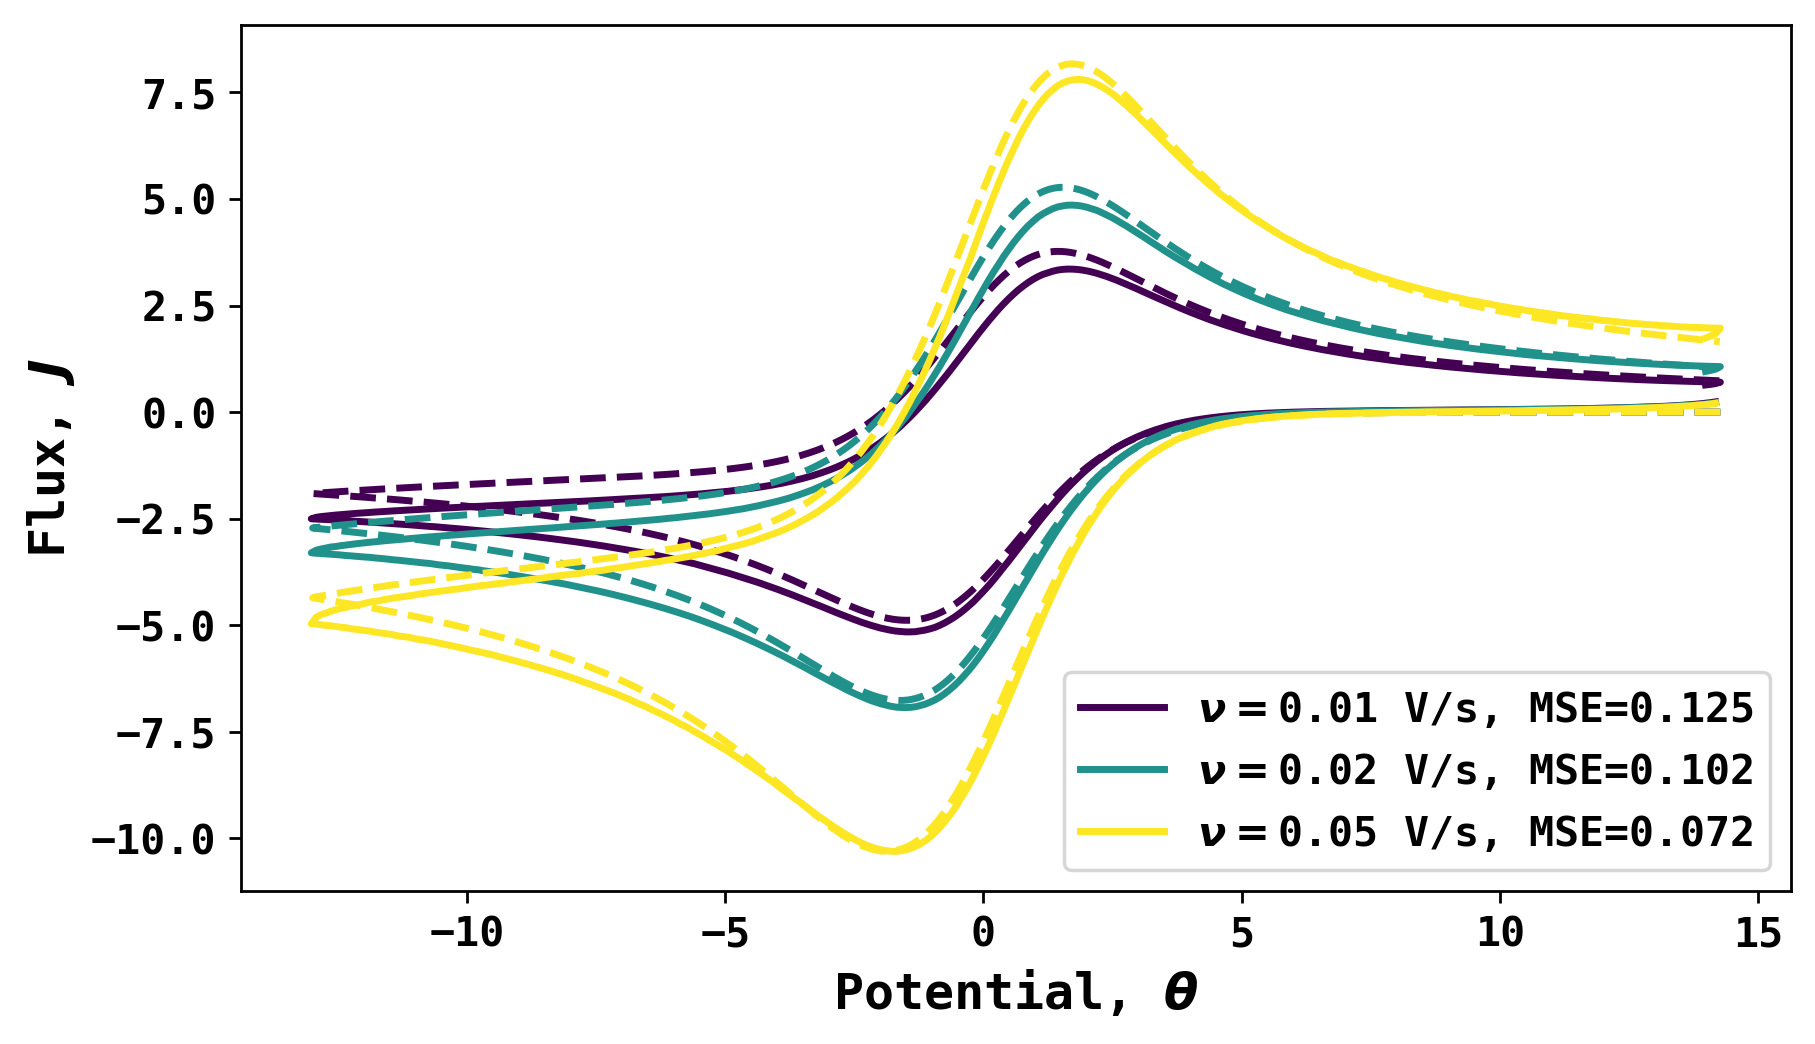 Flux, J
7.5
5.0
2.5
0.0
−2.5
−5.0
−7.5
−10.0
ν = 0.01 V/s, MSE=0.125
ν = 0.02 V/s, MSE=0.102
ν = 0.05 V/s, MSE=0.072
−10
−5
0
5
10
15
Potential, θ